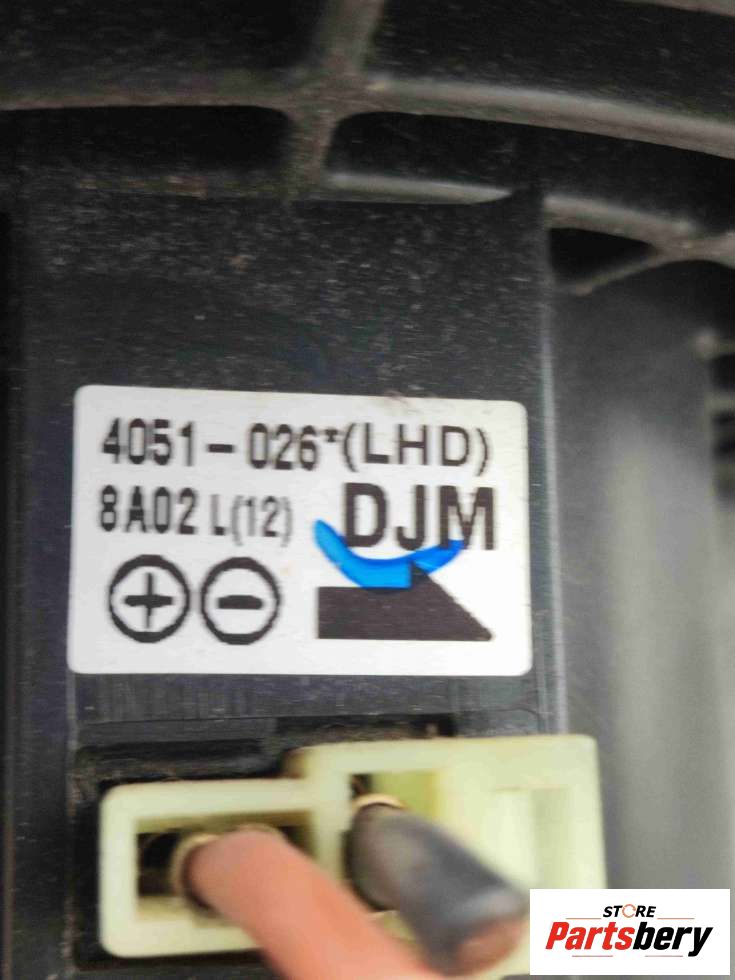 4051-026*(LHD)
8A02 L(12) DJM
STORE
Partsbery